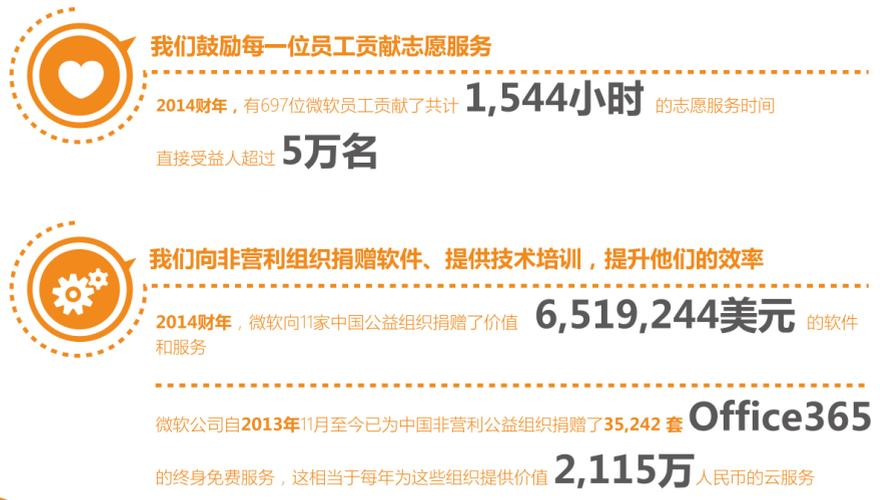 我们鼓励每一位员工贡献志愿服务
2014财年，有697位微软员工贡献了共计 1,544小时 的志愿服务时间
直接受益人超过 5万名
我们向非营利组织捐赠软件、提供技术培训，提升他们的效率
2014财年，微软向11家中国公益组织捐赠了价值 6,519,244美元 的软件
和服务
微软公司自2013年11月至今已为中国非营利公益组织捐赠了35,242 套 Office365
的终身免费服务，这相当于每年为这些组织提供价值 2,115万人民币的云服务